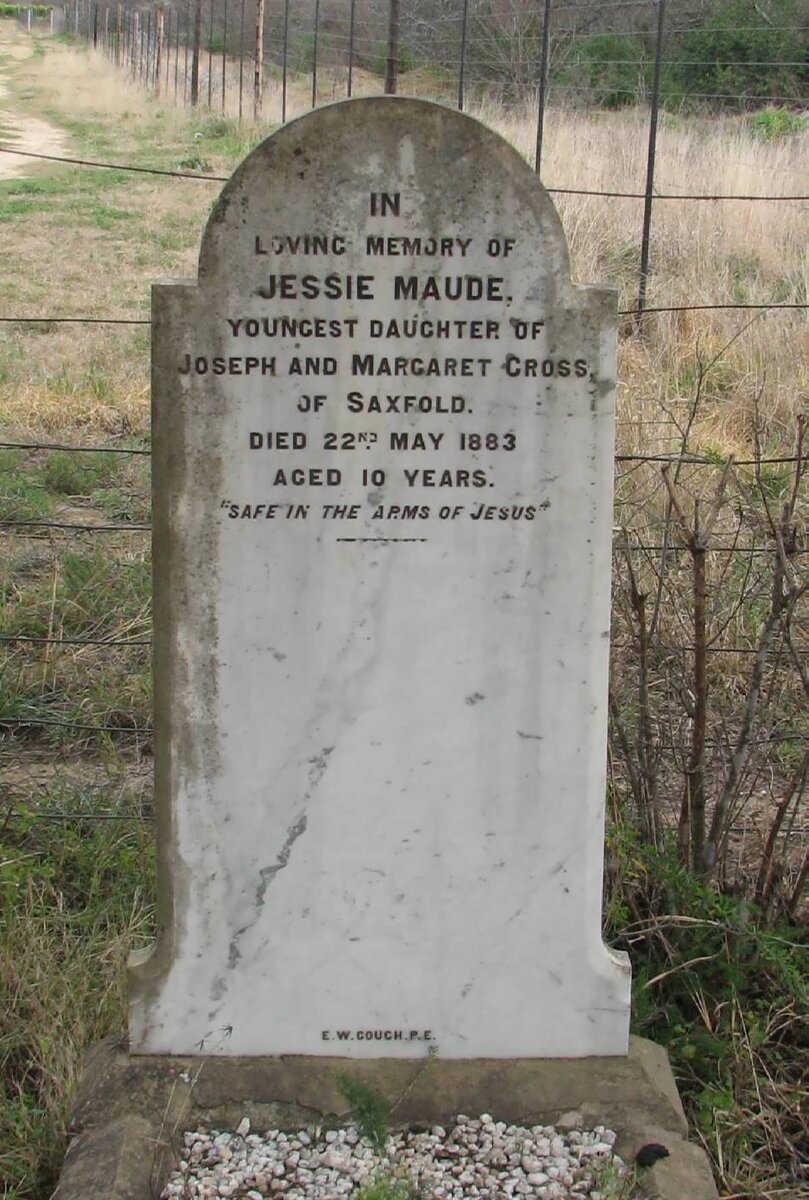 IN
LOVING MEMORY OF
JESSIE MAUDE,
YOUNGEST DAUGHTER OF
JOSEPH AND MARGARET CROSS,
OF SAXFOLD.
DIED 22ND MAY 1883
AGED 10 YEARS.
"SAFE IN THE ARMS OF JESUS"
E.W.COUCH.P.E.